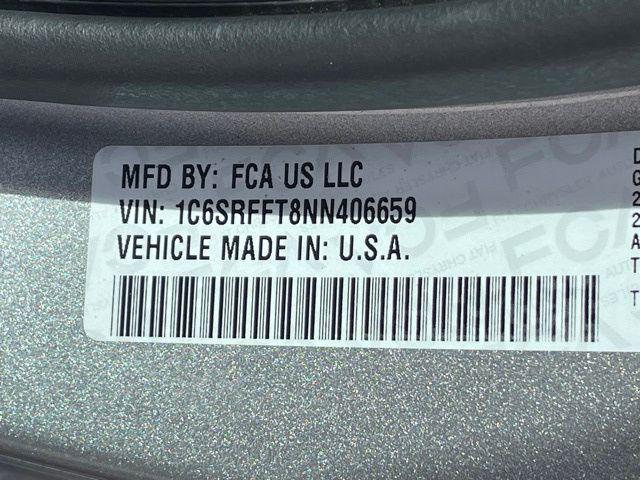 MFD BY: FCA US LLC
VIN: 1C6SRFFT8NN406659
VEHICLE MADE IN: U.S.A.